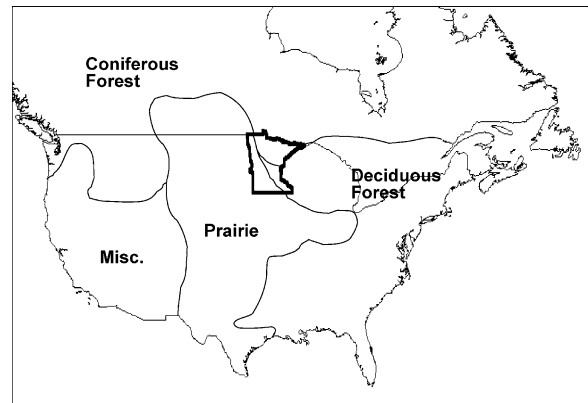 Coniferous
Forest
Deciduous
Forest
Prairie
Misc.